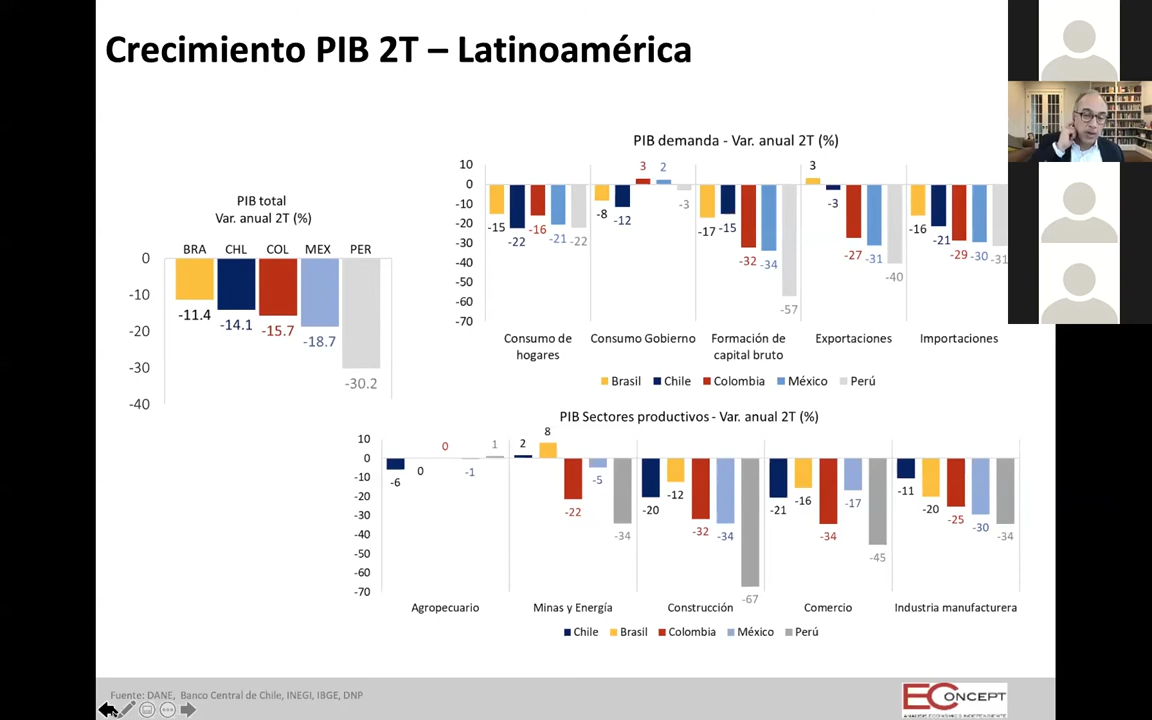 Crecimiento PIB 2T – Latinoamérica
PIB total
Var. anual 2T (%)
BRA CHL COL MEX PER
0
-10
-20
-30
-40
-11.4
-14.1
-15.7
-18.7
-30.2
PIB demanda - Var. anual 2T (%)
10
0
-10
-20
-30
-40
-50
-60
-70
-15 -22 -16 -21 -22
-8 -12 3 2 -3
-17 -15 -32 -34 -57
3 -3 -27 -31 -40
-16 -21 -29 -30 -31
Consumo de
hogares
Consumo Gobierno
Formación de
capital bruto
Exportaciones
Importaciones
Brasil Chile Colombia México Perú
PIB Sectores productivos - Var. anual 2T (%)
10
0
-10
-20
-30
-40
-50
-60
-70
-6 0 0 -1 1
2 8 -22 -5 -34
-20 -12 -32 -34 -67
-21 -16 -34 -17 -45
-11 -20 -25 -30 -34
Agropecuario
Minas y Energía
Construcción
Comercio
Industria manufacturera
Chile Brasil Colombia México Perú
Fuente: DANE, Banco Central de Chile, INEGI, IBGE, DNP
ECONCEPT
ANÁLISIS ECONÓMICO INDEPENDIENTE